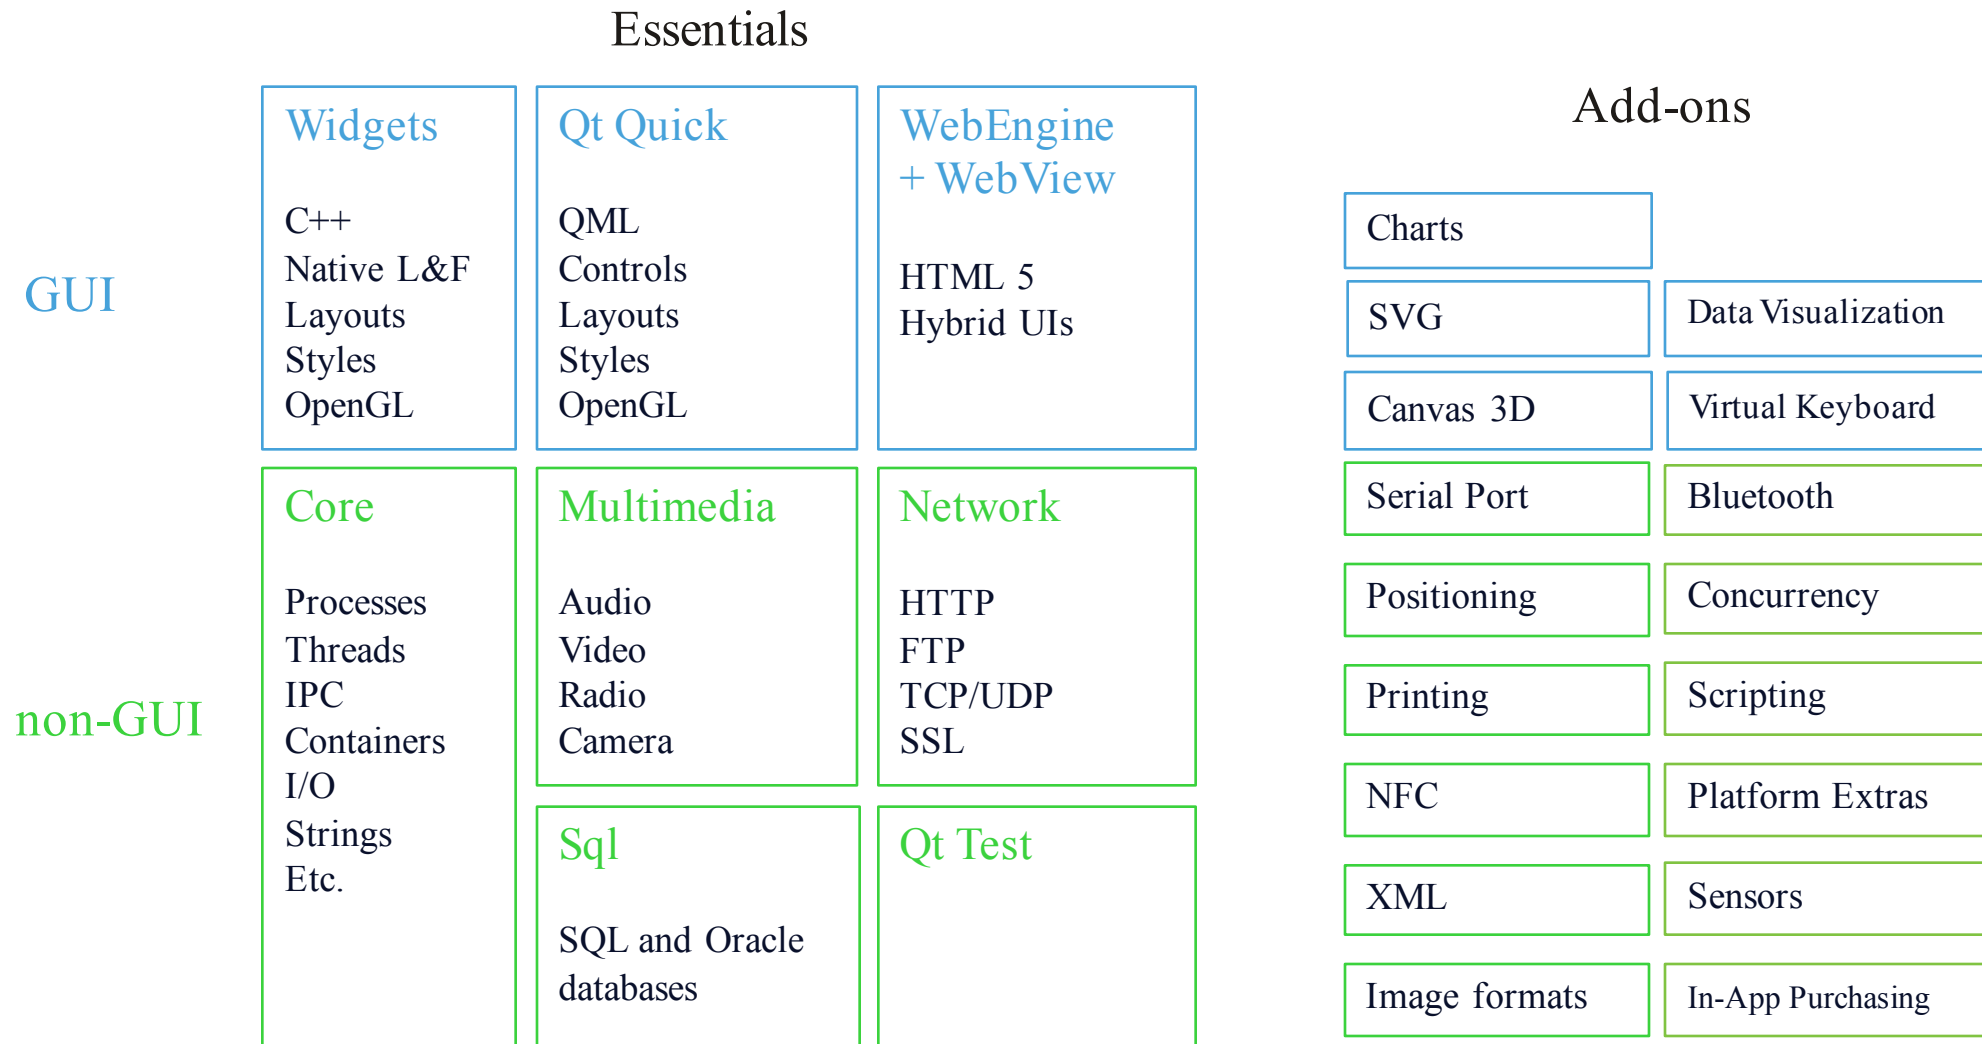 Essentials
Add-ons
GUI
Widgets
C++
Native L&F
Layouts
Styles
OpenGL
Qt Quick
QML
Controls
Layouts
Styles
OpenGL
WebEngine
+ WebView
HTML 5
Hybrid UIs
non-GUI
Core
Processes
Threads
IPC
Containers
I/O
Strings
Etc.
Multimedia
Audio
Video
Radio
Camera
Network
HTTP
FTP
TCP/UDP
SSL
Sql
SQL and Oracle
databases
Qt Test
Charts
SVG
Data Visualization
Canvas 3D
Virtual Keyboard
Serial Port
Bluetooth
Positioning
Concurrency
Printing
Scripting
NFC
Platform Extras
XML
Sensors
Image formats
In-App Purchasing